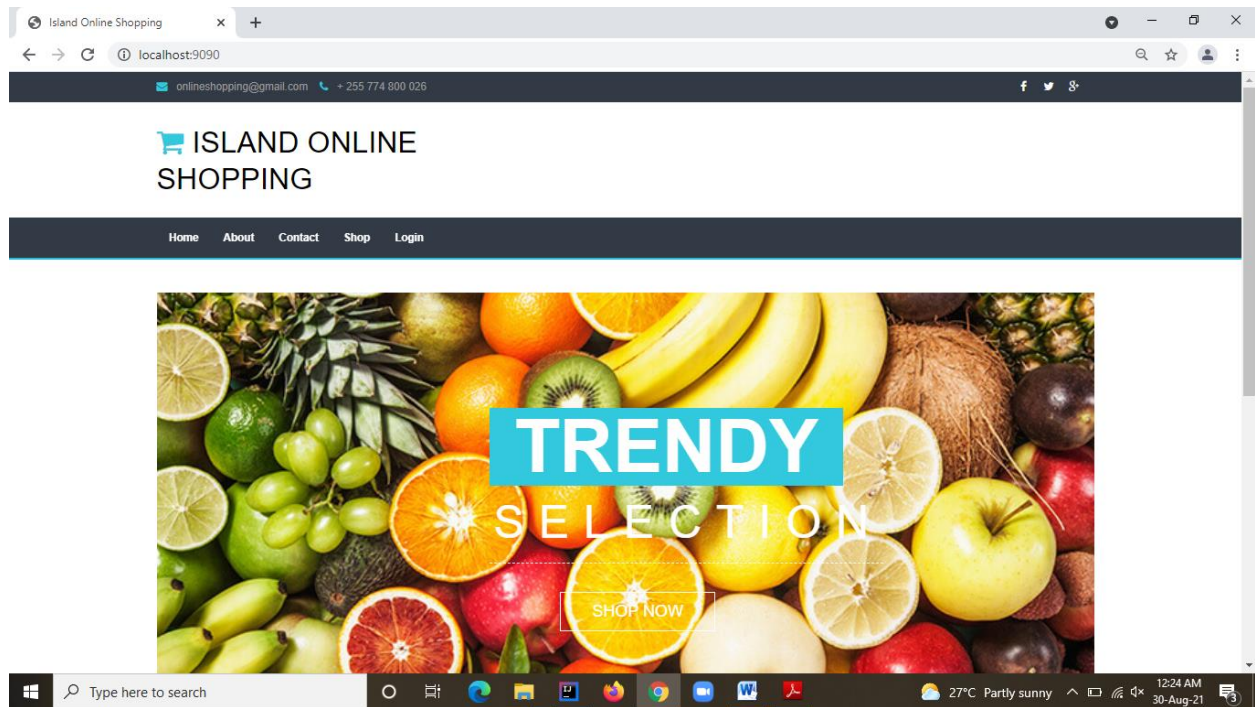 Island Online Shopping
localhost:9090
onlineshopping@gmail.com + 255 774 800 026
ISLAND ONLINE
SHOPPING
Home About Contact Shop Login
TRENDY
SELECTION
SHOP NOW
Type here to search
27°C Partly sunny
12:24 AM
30-Aug-21
3